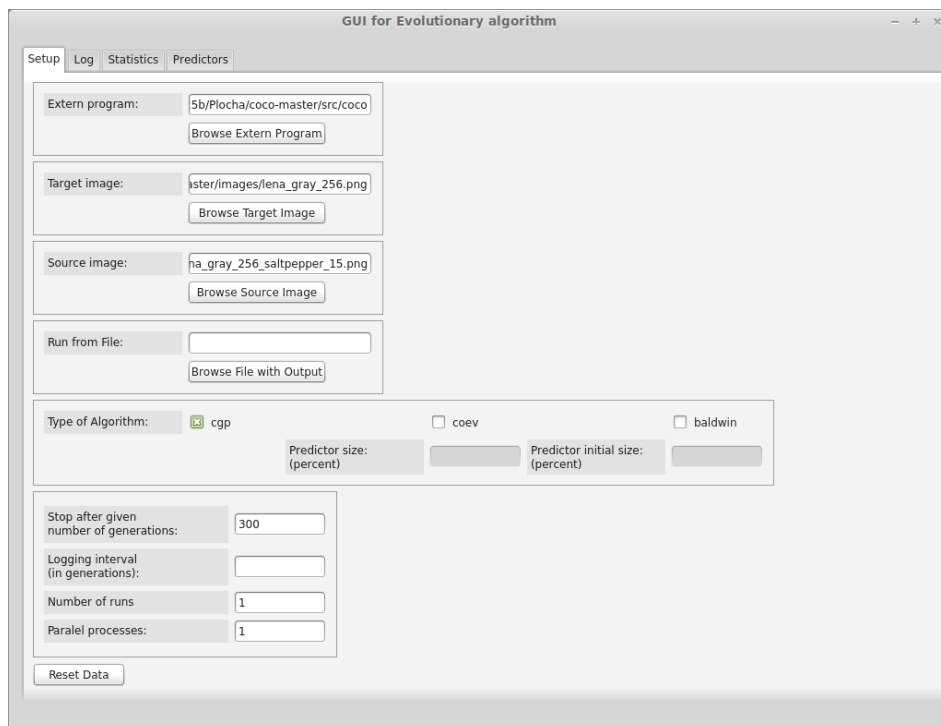 GUI for Evolutionary algorithm
Setup Log Statistics Predictors
Extern program: 5b/Plocha/coco-master/src/coco
Browse Extern Program
Target image: aster/images/lena_gray_256.png
Browse Target Image
Source image: na_gray_256_saltpepper_15.png
Browse Source Image
Run from File:
Browse File with Output
Type of Algorithm: cgp coev baldwin
Predictor size: Predictor initial size:
(percent) (percent)
Stop after given
number of generations: 300
Logging interval
(in generations):
Number of runs 1
Paralel processes: 1
Reset Data